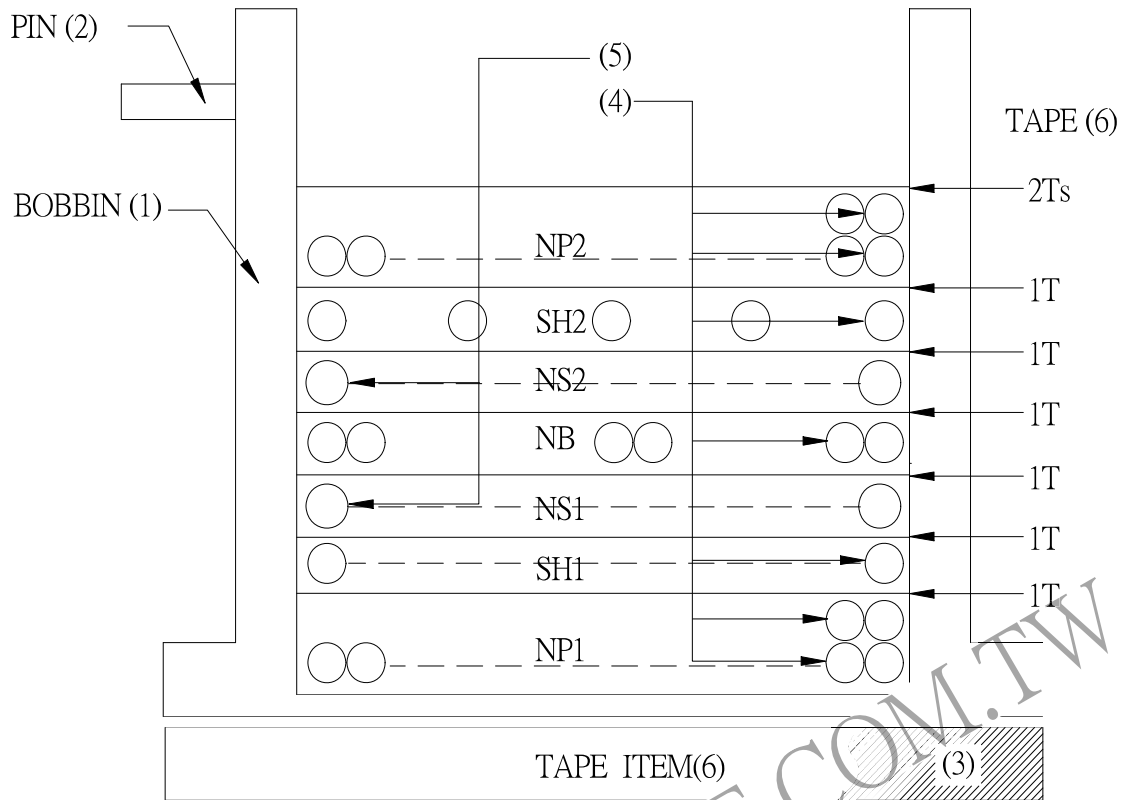 PIN (2)
(5)
(4)
TAPE (6)
BOBBIN (1)
2Ts
NP2
1T
SH2
1T
NS2
1T
NB
1T
NS1
1T
SH1
1T
NP1
TAPE ITEM(6)
(3)
.COM.TW